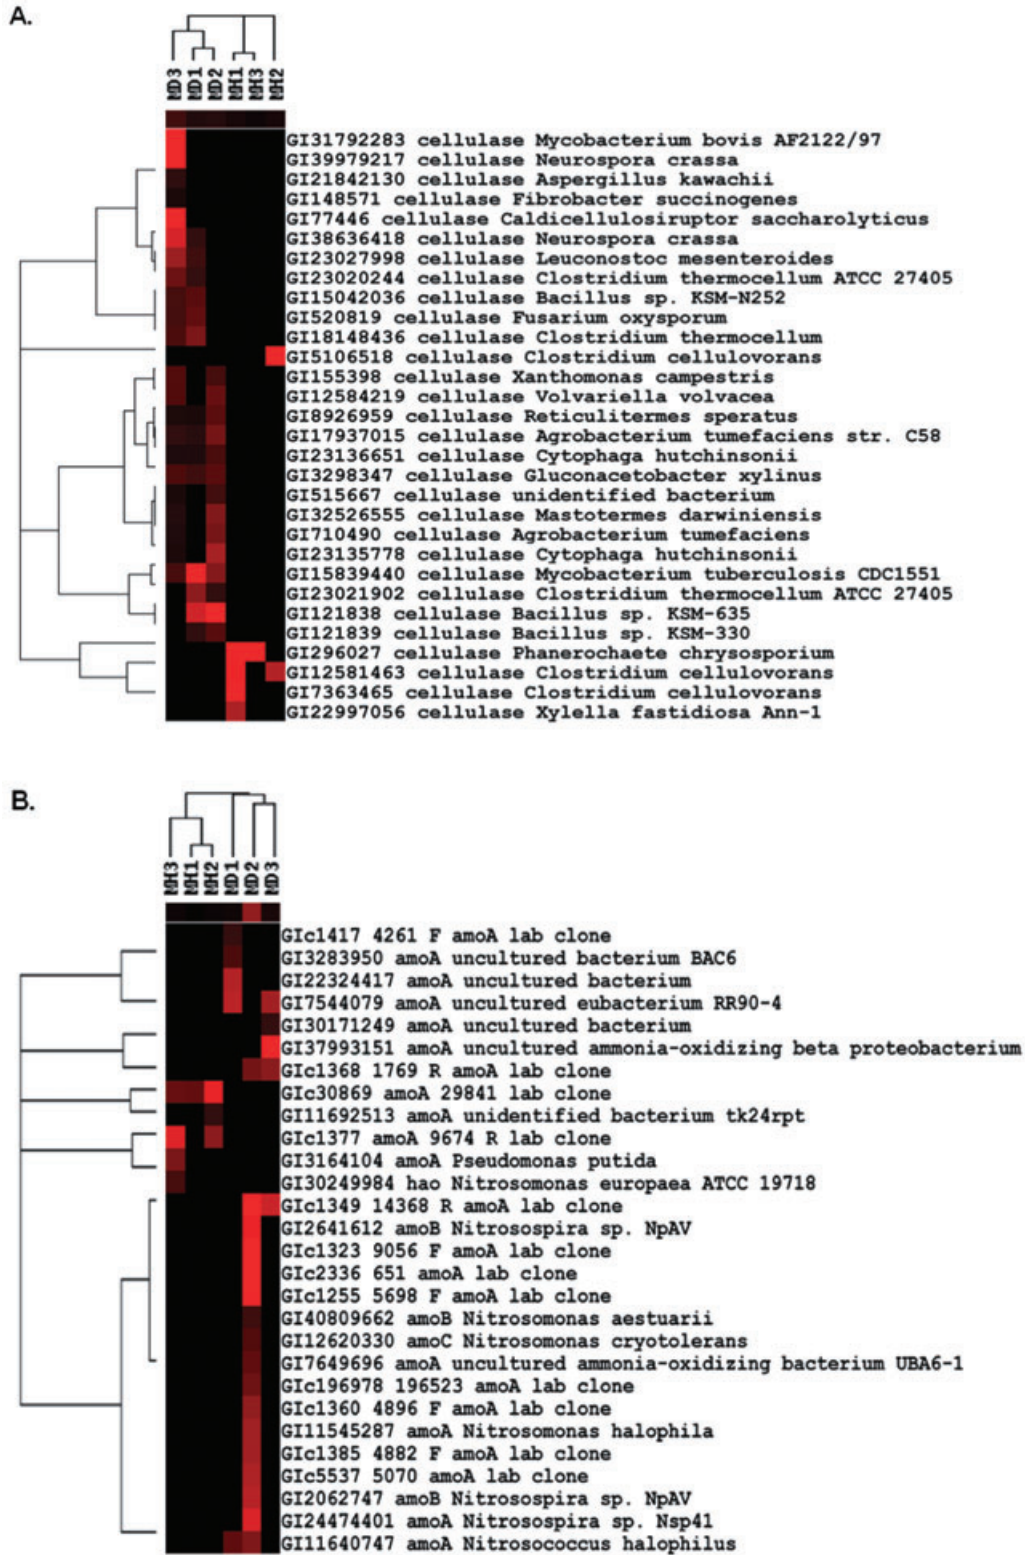 A.
MD3 MD1 MD2 MH1 MH3 MH2
GI31792283 cellulase Mycobacterium bovis AF2122/97
GI39979217 cellulase Neurospora crassa
GI21842130 cellulase Aspergillus kawachii
GI148571 cellulase Fibrobacter succinogenes
GI77446 cellulase Caldicellulosiruptor saccharolyticus
GI38636418 cellulase Neurospora crassa
GI23027998 cellulase Leuconostoc mesenteroides
GI23020244 cellulase Clostridium thermocellum ATCC 27405
GI15042036 cellulase Bacillus sp. KSM-N252
GI520819 cellulase Fusarium oxysporum
GI18148436 cellulase Clostridium thermocellum
GI5106518 cellulase Clostridium cellulovorans
GI155398 cellulase Xanthomonas campestris
GI12584219 cellulase Volvariella volvacea
GI8926959 cellulase Reticulitermes speratus
GI17937015 cellulase Agrobacterium tumefaciens str. C58
GI23136651 cellulase Cytophaga hutchinsonii
GI3298347 cellulase Gluconacetobacter xylinus
GI515667 cellulase unidentified bacterium
GI32526555 cellulase Mastotermes darwiniensis
GI710490 cellulase Agrobacterium tumefaciens
GI23135778 cellulase Cytophaga hutchinsonii
GI15839440 cellulase Mycobacterium tuberculosis CDC1551
GI23021902 cellulase Clostridium thermocellum ATCC 27405
GI121838 cellulase Bacillus sp. KSM-635
GI121839 cellulase Bacillus sp. KSM-330
GI296027 cellulase Phanerochaete chrysosporium
GI12581463 cellulase Clostridium cellulovorans
GI7363465 cellulase Clostridium cellulovorans
GI22997056 cellulase Xylella fastidiosa Ann-1
B.
MH3 MH1 MH2 MD1 MD2 MD3
GIc1417 4261 F amoA lab clone
GI3283950 amoA uncultured bacterium BAC6
GI22324417 amoA uncultured bacterium
GI7544079 amoA uncultured eubacterium RR90-4
GI30171249 amoA uncultured bacterium
GI37993151 amoA uncultured ammonia-oxidizing beta proteobacterium
GIc1368 1769 R amoA lab clone
GIc30869 amoA 29841 lab clone
GI11692513 amoA unidentified bacterium tk24rpt
GIc1377 amoA 9674 R lab clone
GI3164104 amoA Pseudomonas putida
GI30249984 hao Nitrosomonas europaea ATCC 19718
GIc1349 14368 R amoA lab clone
GI2641612 amoB Nitrosospira sp. NpAV
GIc1323 9056 F amoA lab clone
GIc2336 651 amoA lab clone
GIc1255 5698 F amoA lab clone
GI40809662 amoB Nitrosomonas aestuarii
GI12620330 amoC Nitrosomonas cryotolerans
GI7649696 amoA uncultured ammonia-oxidizing bacterium UBA6-1
GIc196978 196523 amoA lab clone
GIc1360 4896 F amoA lab clone
GI11545287 amoA Nitrosomonas halophila
GIc1385 4882 F amoA lab clone
GIc5537 5070 amoA lab clone
GI2062747 amoB Nitrosospira sp. NpAV
GI24474401 amoA Nitrosospira sp. Nsp41
GI11640747 amoA Nitrosococcus halophilus